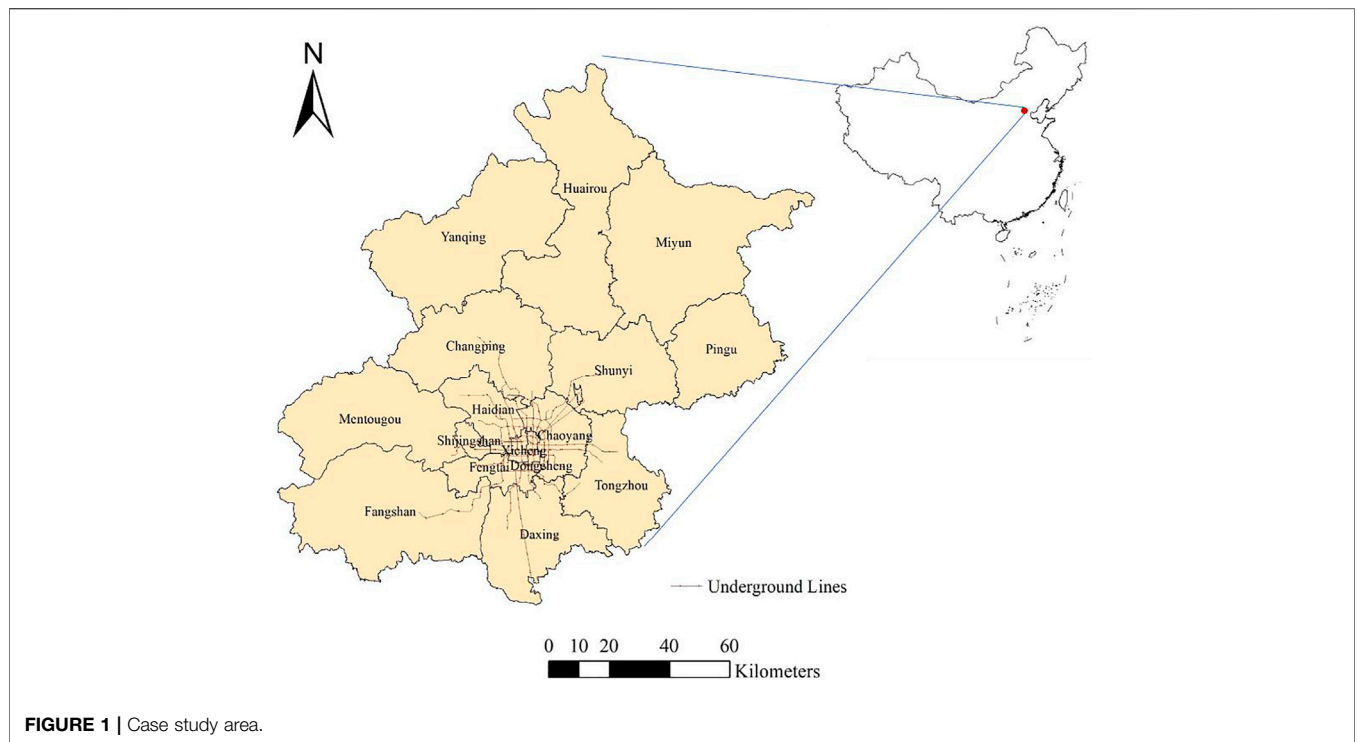 N
Huairou
Yanqing
Miyun
Changping
Pingu
Shunyi
Haidian
Mentougou
Chaoyang
Shijingshan
Xicheng
Fengtai
Dongcheng
Tongzhou
Fangshan
Daxing
Underground Lines
0 10 20 40 60
Kilometers
FIGURE 1 | Case study area.